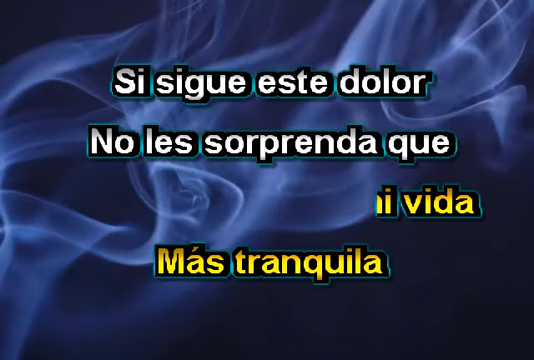 Si sigue este dolor
No les sorprenda que
vida
Más tranquila